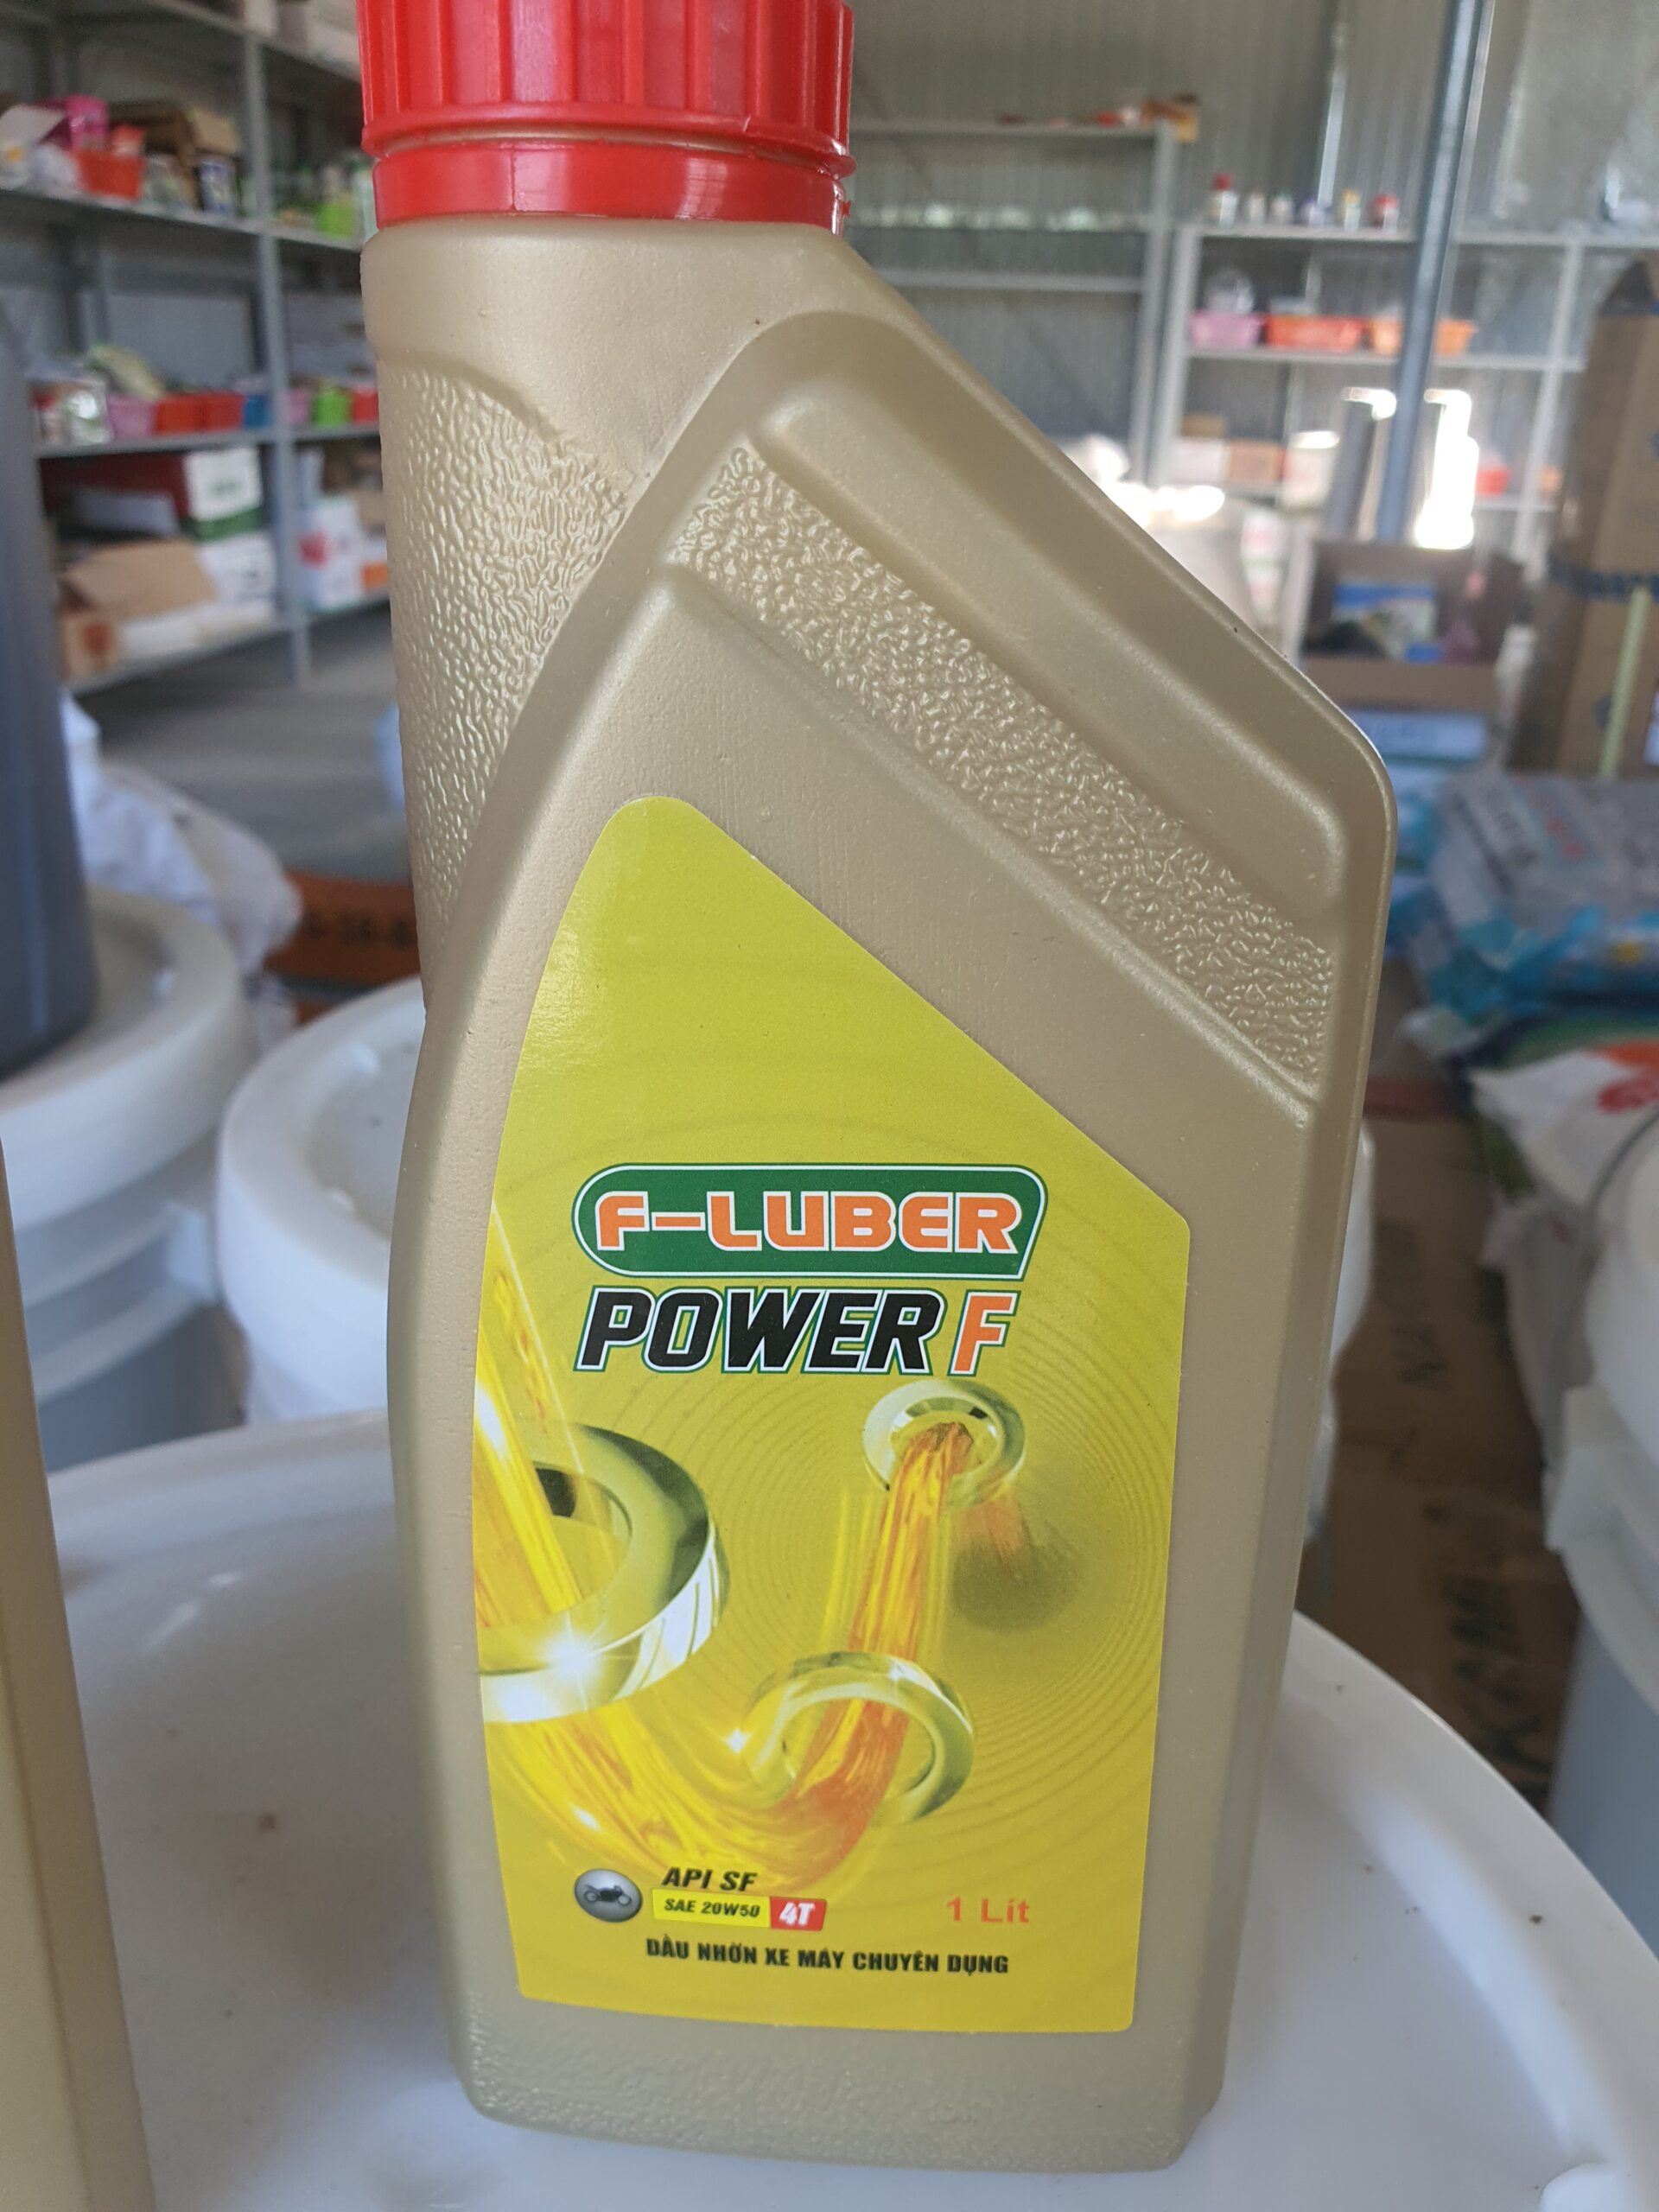 F-LUBER
POWER F
API SF
SAE 20W50 4T
1 Lít
DẦU NHỜN XE MÁY CHUYÊN DỤNG